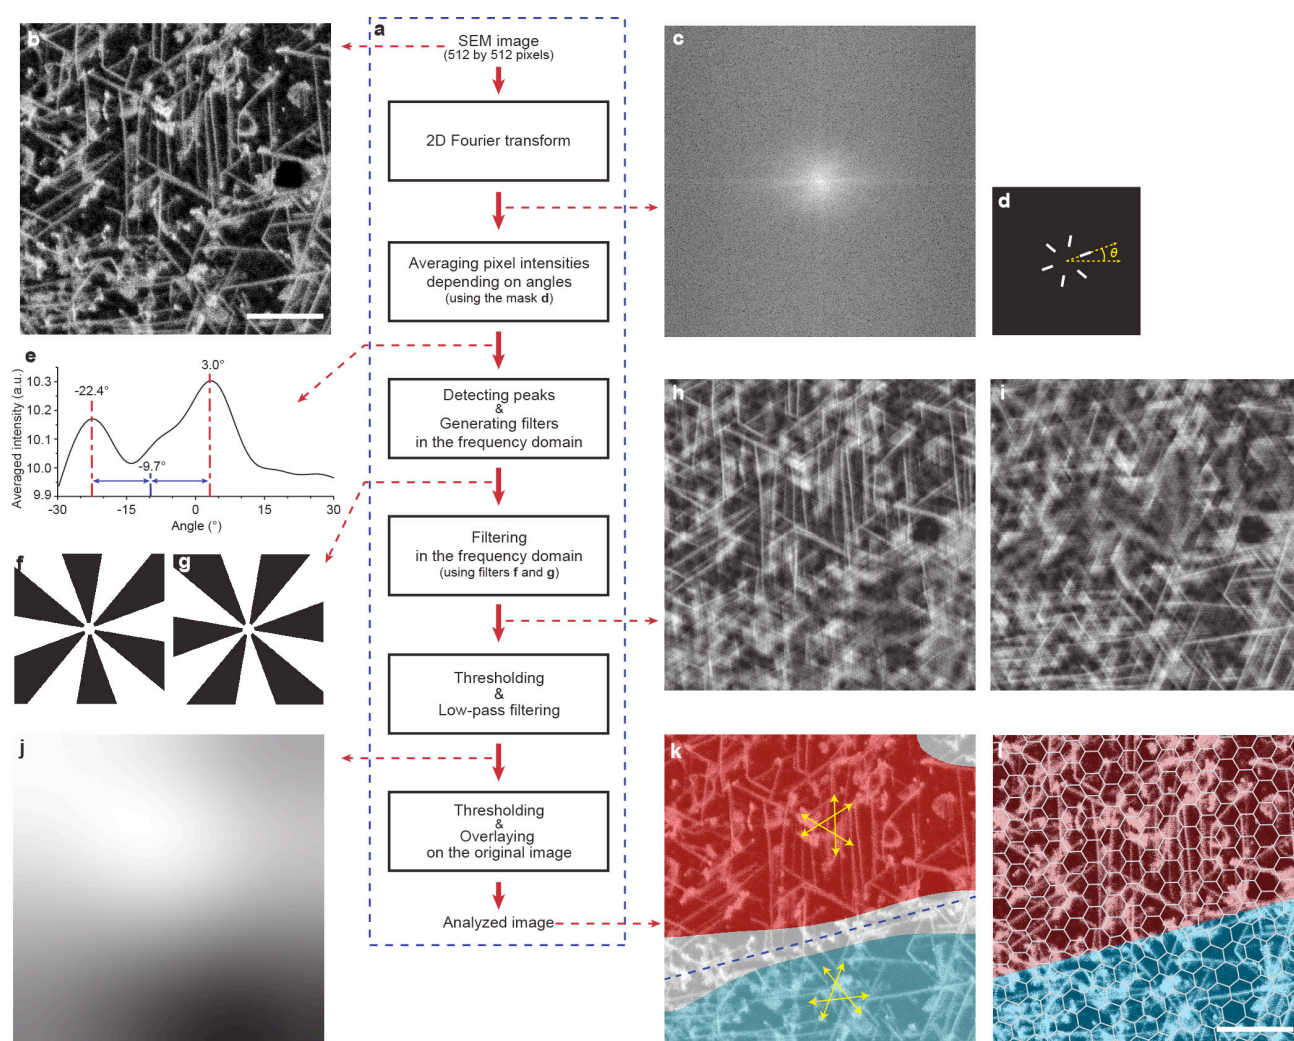 b
a
SEM image
(512 by 512 pixels)
c
2D Fourier transform
d
θ
Averaging pixel intensities
depending on angles
(using the mask d)
e
-22.4°
3.0°
-9.7°
Averaged intensity (a.u.)
10.3
10.2
10.1
10.0
9.9
-30
-15
0
15
30
Angle (°)
Detecting peaks
&
Generating filters
in the frequency domain
h
i
Filtering
in the frequency domain
(using filters f and g)
f
g
Thresholding
&
Low-pass filtering
j
k
l
Thresholding
&
Overlaying
on the original image
Analyzed image